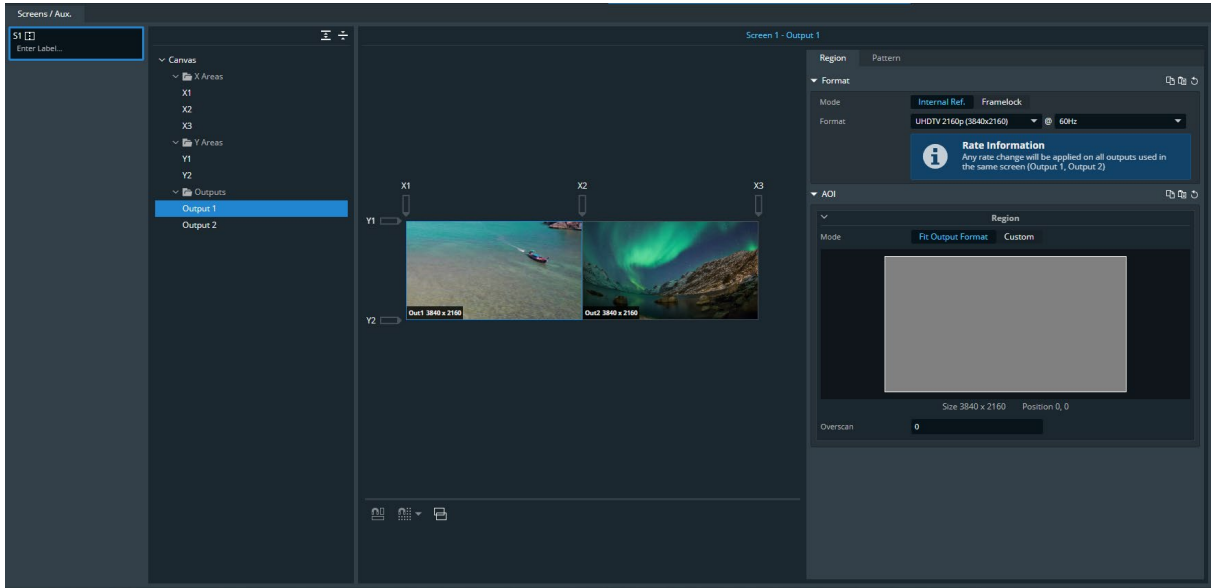 Screens / Aux.
S1
Enter Label...
Canvas
X Areas
X1
X2
X3
Y Areas
Y1
Y2
Outputs
Output 1
Output 2
Screen 1 - Output 1
X1
X2
X3
Y1
Out1 3840 x 2160
Out2 3840 x 2160
Y2
Region
Pattern
Format
Mode
Internal Ref.
Framelock
Format
UHDTV 2160p (3840x2160)
@
60Hz
Rate Information
Any rate change will be applied on all outputs used in
the same screen (Output 1, Output 2)
AOI
Region
Mode
Fit Output Format
Custom
Size 3840 x 2160
Position 0, 0
Overscan
0